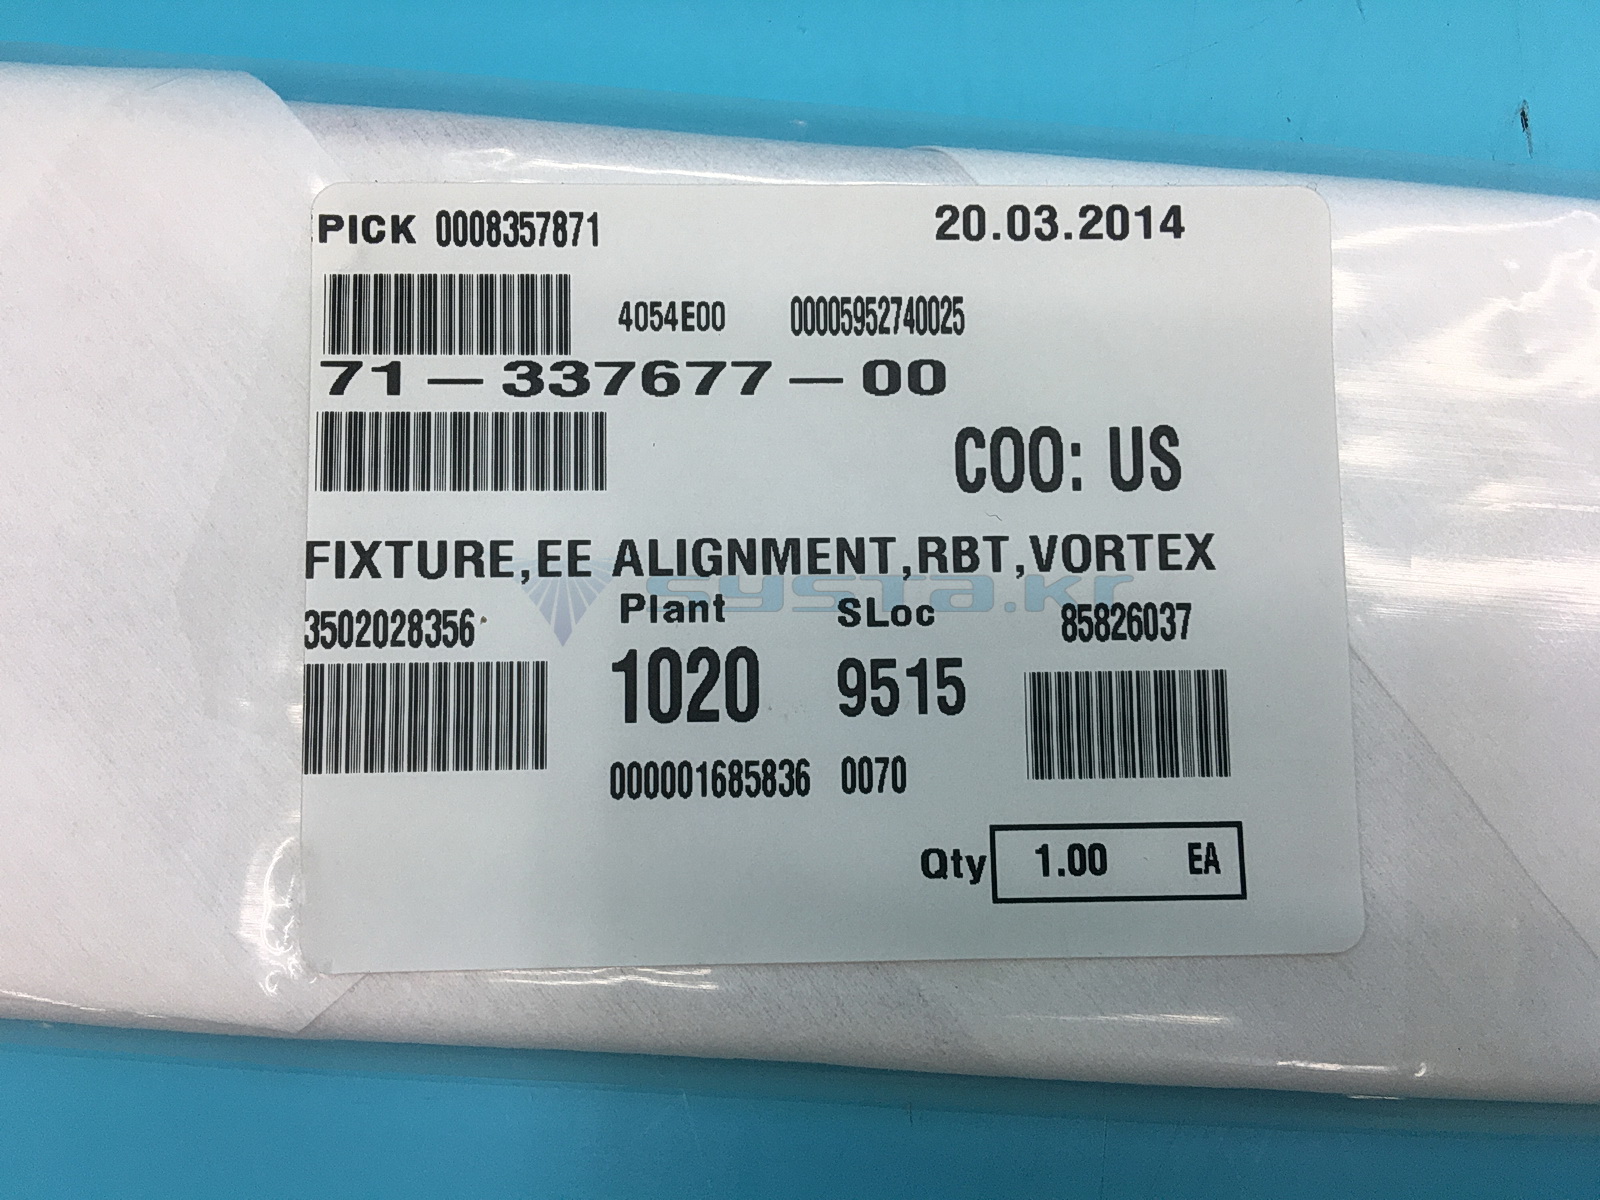 PICK 0008357871 20.03.2014
4054E00 00005952740025
71-337677-00
COO: US
FIXTURE,EE ALIGNMENT,RBT,VORTEX
systa.kr
3502028356 Plant SLoc 85826037
1020 9515
000001685836 0070
Qty 1.00 EA